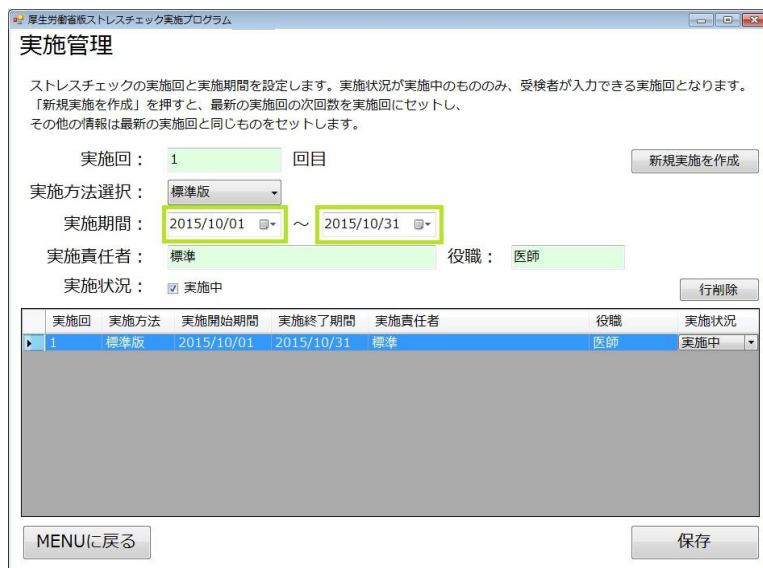 厚生労働省版ストレスチェック実施プログラム
実施管理
ストレスチェックの実施回と実施期間を設定します。実施状況が実施中のもののみ、受検者が入力できる実施回となります。
「新規実施を作成」を押すと、最新の実施回の次回数を実施回にセットし、
その他の情報は最新の実施回と同じものをセットします。
実施回： 1 回目 新規実施を作成
実施方法選択： 標準版
実施期間： 2015/10/01 ～ 2015/10/31
実施責任者： 標準 役職： 医師
実施状況： 実施中 行削除
実施回 実施方法 実施開始期間 実施終了期間 実施責任者 役職 実施状況
1 標準版 2015/10/01 2015/10/31 標準 医師 実施中
MENUに戻る 保存